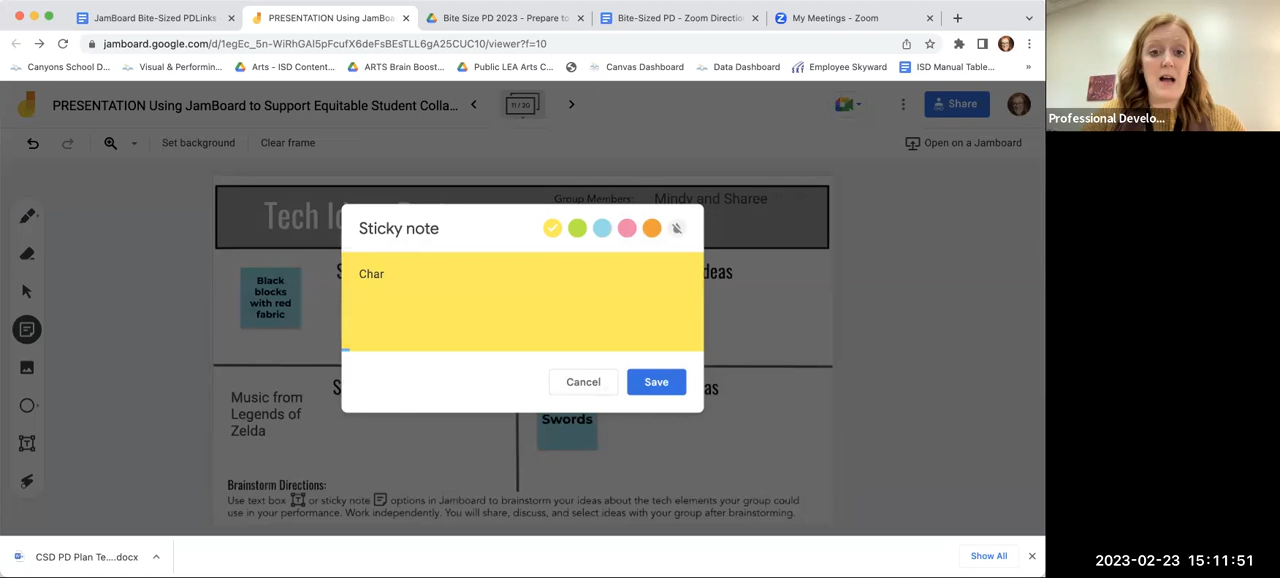 JamBoard Bite-Sized PDLinks
PRESENTATION Using JamBoa
Bite Size PD 2023 - Prepare to
Bite-Sized PD - Zoom Directio
My Meetings - Zoom
jamboard.google.com/d/1egEc_5n-WiRhGAl5pFcufX6deFsBEsTLL6gA25CUC10/viewer?f=10
Canyons School D...
Visual & Performin...
Arts - ISD Content...
ARTS Brain Boost...
Public LEA Arts C...
Canvas Dashboard
Data Dashboard
Employee Skyward
ISD Manual Table...
»
PRESENTATION Using JamBoard to Support Equitable Student Colla...
11 / 20
Share
Set background
Clear frame
Open on a Jamboard
Tech I
Group Members:
Mindy and Sharee
Sticky note
Char
Cancel
Save
Black
blocks
with red
fabric
S
deas
Music from
Legends of
Zelda
S
as
Swords
Brainstorm Directions:
Use text box T or sticky note options in Jamboard to brainstorm your ideas about the tech elements your group could
use in your performance. Work independently. You will share, discuss, and select ideas with your group after brainstorming.
CSD PD Plan Te....docx
Show All
Professional Develo...
2023-02-23 15:11:51